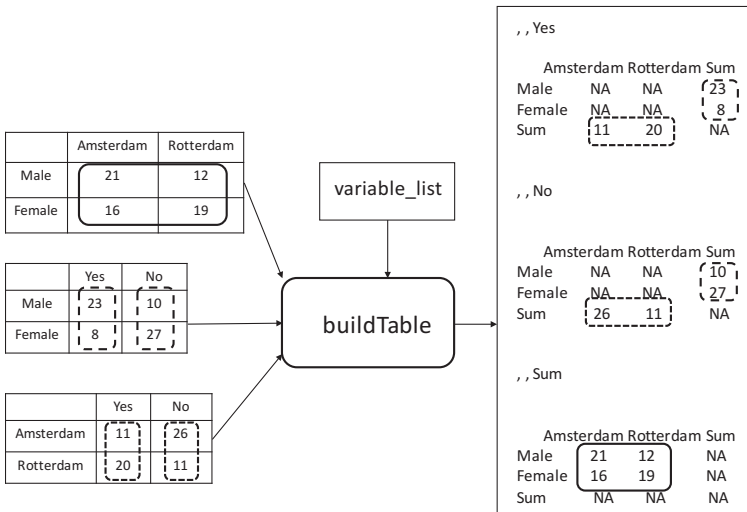 Amsterdam Rotterdam
Male 21 12
Female 16 19
Yes No
Male 23 10
Female 8 27
Yes No
Amsterdam 11 26
Rotterdam 20 11
variable_list
buildTable
, , Yes
Amsterdam Rotterdam Sum
Male NA NA 23
Female NA NA 8
Sum 11 20 NA
, , No
Amsterdam Rotterdam Sum
Male NA NA 10
Female NA NA 27
Sum 26 11 NA
, , Sum
Amsterdam Rotterdam Sum
Male 21 12 NA
Female 16 19 NA
Sum NA NA NA